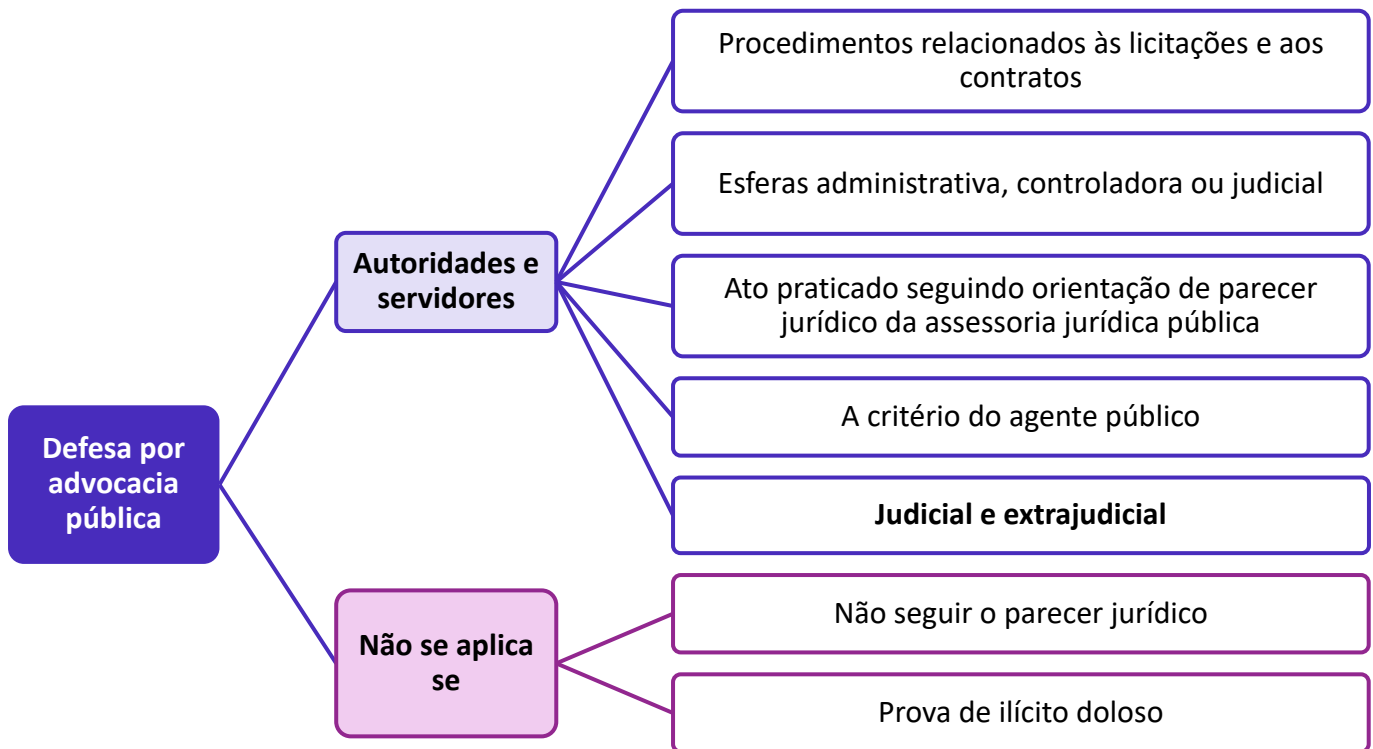 Defesa por
advocacia
pública
Autoridades e
servidores
Procedimentos relacionados às licitações e aos
contratos
Esferas administrativa, controladora ou judicial
Ato praticado seguindo orientação de parecer
jurídico da assessoria jurídica pública
A critério do agente público
Judicial e extrajudicial
Não se aplica
se
Não seguir o parecer jurídico
Prova de ilícito doloso